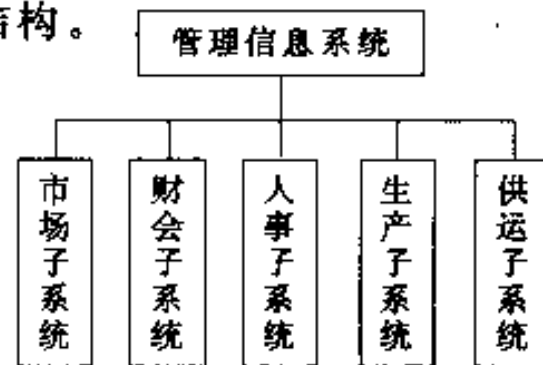 结构。
管理信息系统
市场子系统
财会子系统
人事子系统
生产子系统
供运子系统